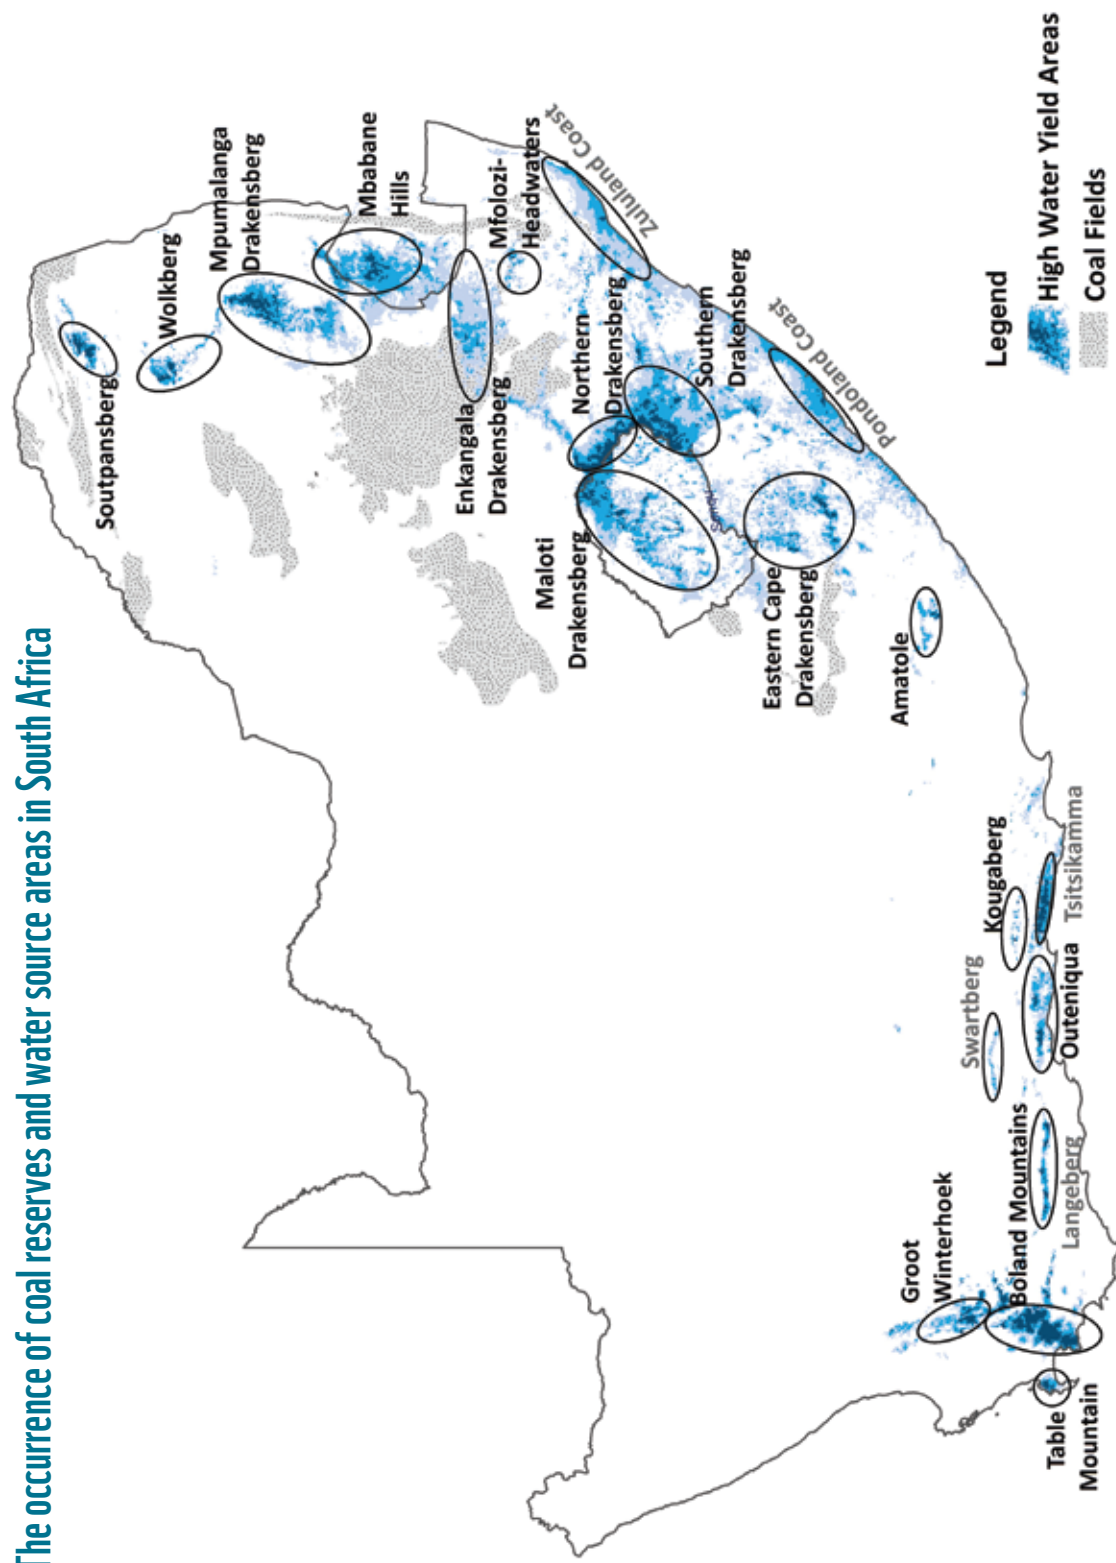 The occurrence of coal reserves and water source areas in South Africa
Soutpansberg
Wolkberg
Mpumalanga
Drakensberg
Mbabane
Hills
Enkangala
Drakensberg
Mfolozi-
Headwaters
Zululand Coast
Northern
Drakensberg
Maloti
Drakensberg
Southern
Drakensberg
Pondoland Coast
Eastern Cape
Drakensberg
Amatole
Kougaberg
Tsitsikamma
Swartberg
Outeniqua
Boland Mountains
Langeberg
Groot
Winterhoek
Table
Mountain
Legend
High Water Yield Areas
Coal Fields